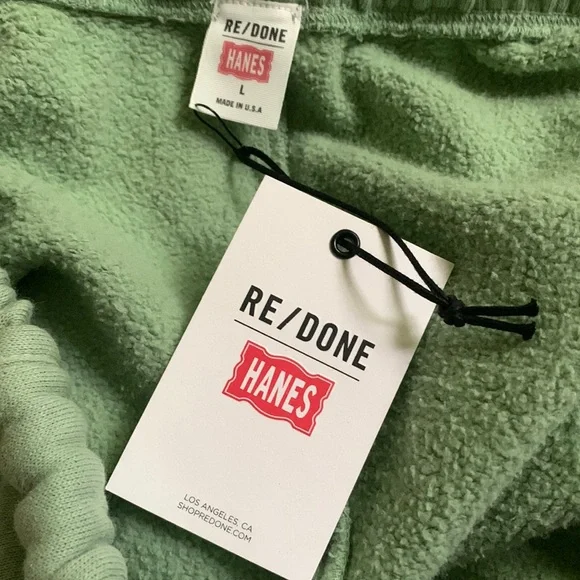 RE/DONE
HANES
L
MADE IN U.S.A
RE/DONE
HANES
LOS ANGELES, CA
SHOPREDONE.COM